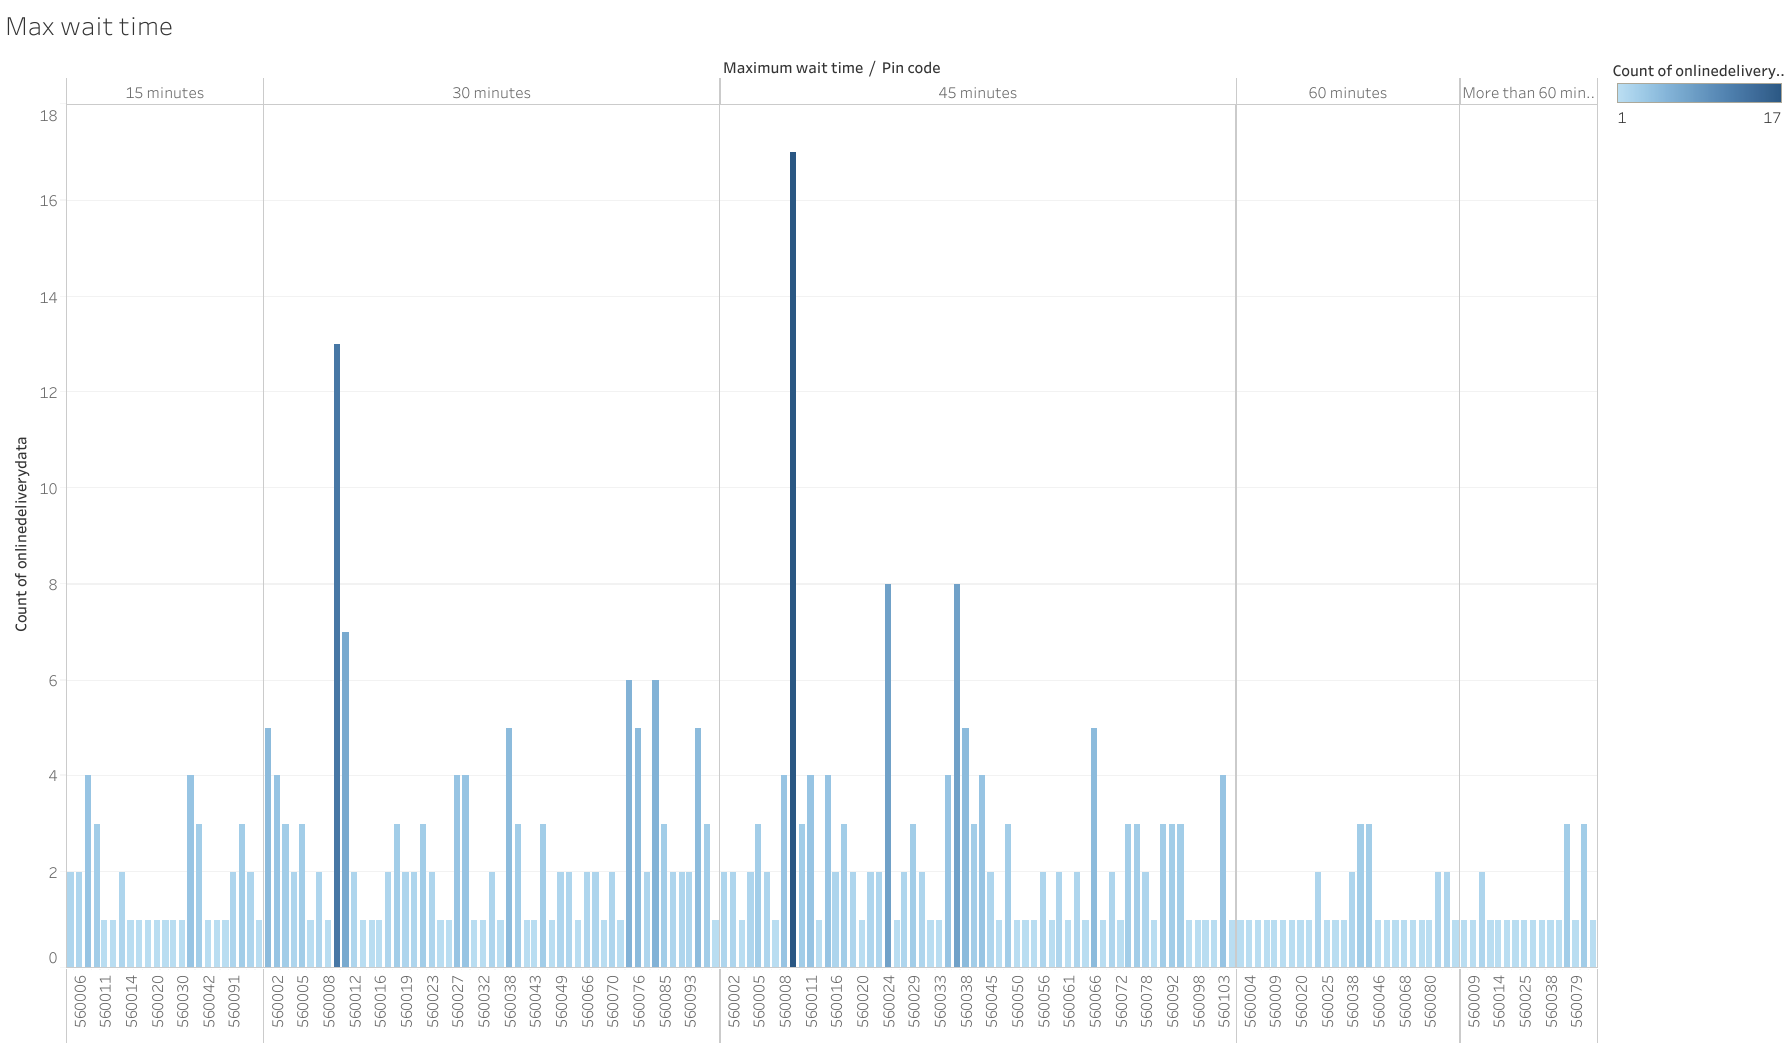 Max wait time
Maximum wait time / Pin code
15 minutes 30 minutes 45 minutes 60 minutes More than 60 min..
Count of onlinedelivery..
1 17
Count of onlinedeliverydata
18
16
14
12
10
8
6
4
2
0
560006 560011 560014 560020 560030 560042 560091 560002 560005 560008 560012 560016 560019 560023 560027 560032 560038 560043 560049 560066 560070 560076 560085 560093 560002 560005 560008 560011 560016 560020 560024 560029 560033 560038 560045 560050 560056 560061 560066 560072 560078 560092 560098 560103 560004 560009 560020 560025 560038 560046 560068 560080 560009 560014 560025 560038 560079